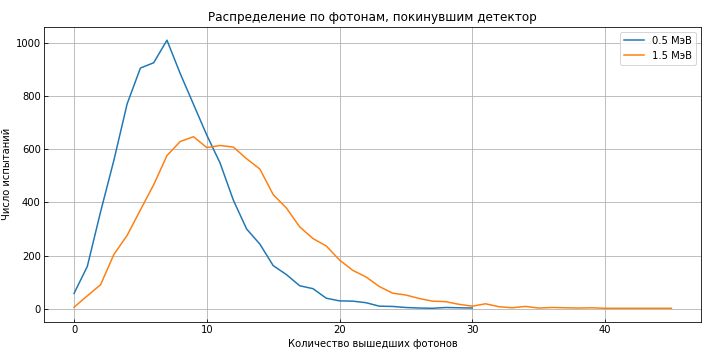 Распределение по фотонам, покинувшим детектор
0.5 МэВ
1.5 МэВ
Число испытаний
1000
800
600
400
200
0
0 10 20 30 40
Количество вышедших фотонов